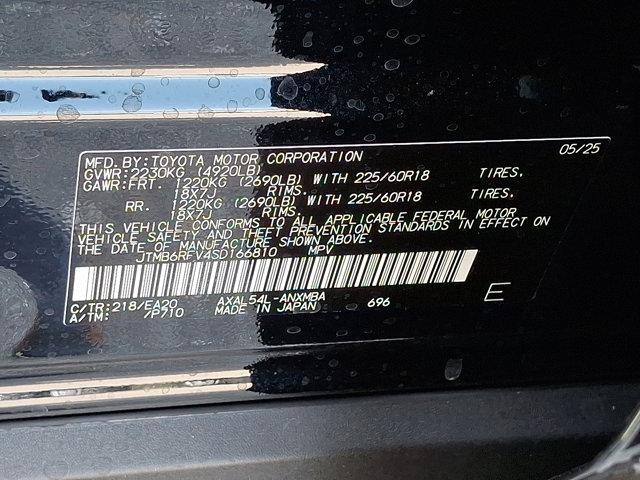 MFD.BY:TOYOTA MOTOR CORPORATION 05/25
GVWR:2230KG (4920LB)
GAWR:FRT. 1220KG (2690LB) WITH 225/60R18 TIRES.
18X7J RIMS.
RR. 1220KG (2690LB) WITH 225/60R18 TIRES.
18X7J RIMS.
THIS VEHICLE CONFORMS TO ALL APPLICABLE FEDERAL MOTOR
VEHICLE SAFETY AND THEFT PREVENTION STANDARDS IN EFFECT ON
THE DATE OF MANUFACTURE SHOWN ABOVE.
JTMB6RFV4SD166810 MPV
C/TR:218/EA20 AXAL54L-ANXMBA 696 E
A/TM: /P710 MADE IN JAPAN